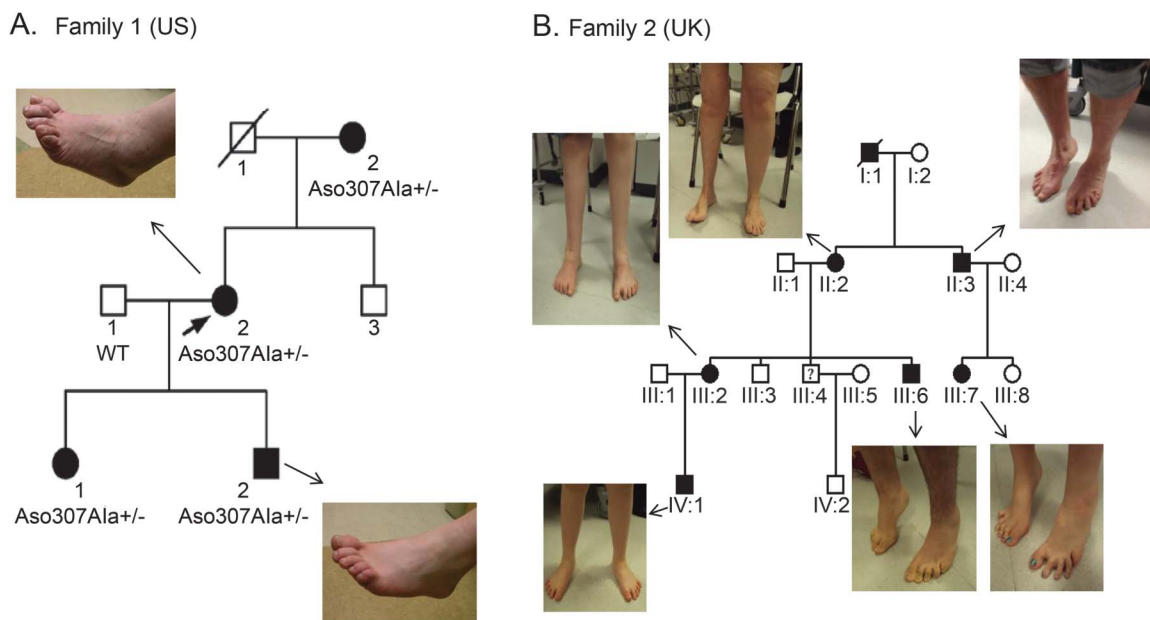 A. Family 1 (US)
1
2
Aso307Ala+/-
1
WT
2
Aso307Ala+/-
3
1
Aso307Ala+/-
2
Aso307Ala+/-
B. Family 2 (UK)
I:1
I:2
II:1
II:2
II:3
II:4
III:1
III:2
III:3
?
III:4
III:5
III:6
III:7
III:8
IV:1
IV:2